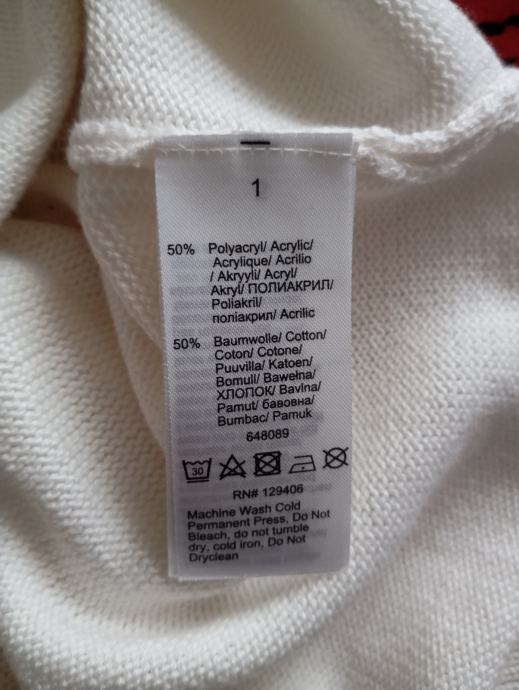 1
50% Polyacryl/ Acrylic/
Acrylique/ Acrilio
/ Akryyli/ Acryl/
Akryl/ ПОЛИАКРИЛ/
Poliakril/
поліакрил/ Acrilic
50% Baumwolle/ Cotton/
Coton/ Cotone/
Puuvilla/ Katoen/
Bomull/ Bawełna/
ХЛОПОК/ Bavlna/
Pamut/ бавовна/
Bumbac/ Pamuk
648089
30
RN# 129406
Machine Wash Cold
Permanent Press, Do Not
Bleach, do not tumble
dry, cold iron, Do Not
Dryclean